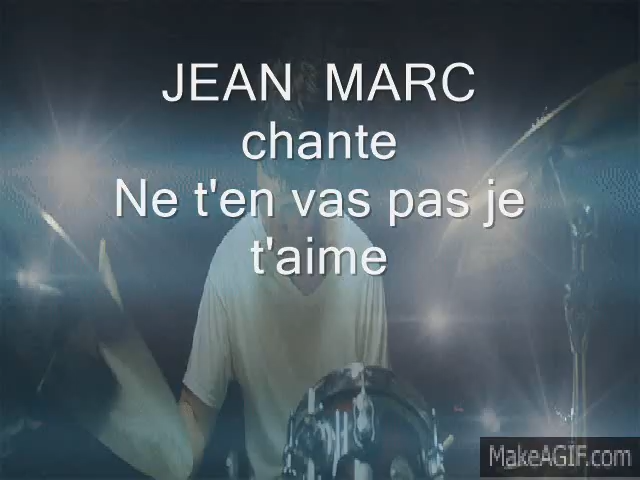 JEAN MARC
chante
Ne t'en vas pas je
t'aime
MakeAGIF.com